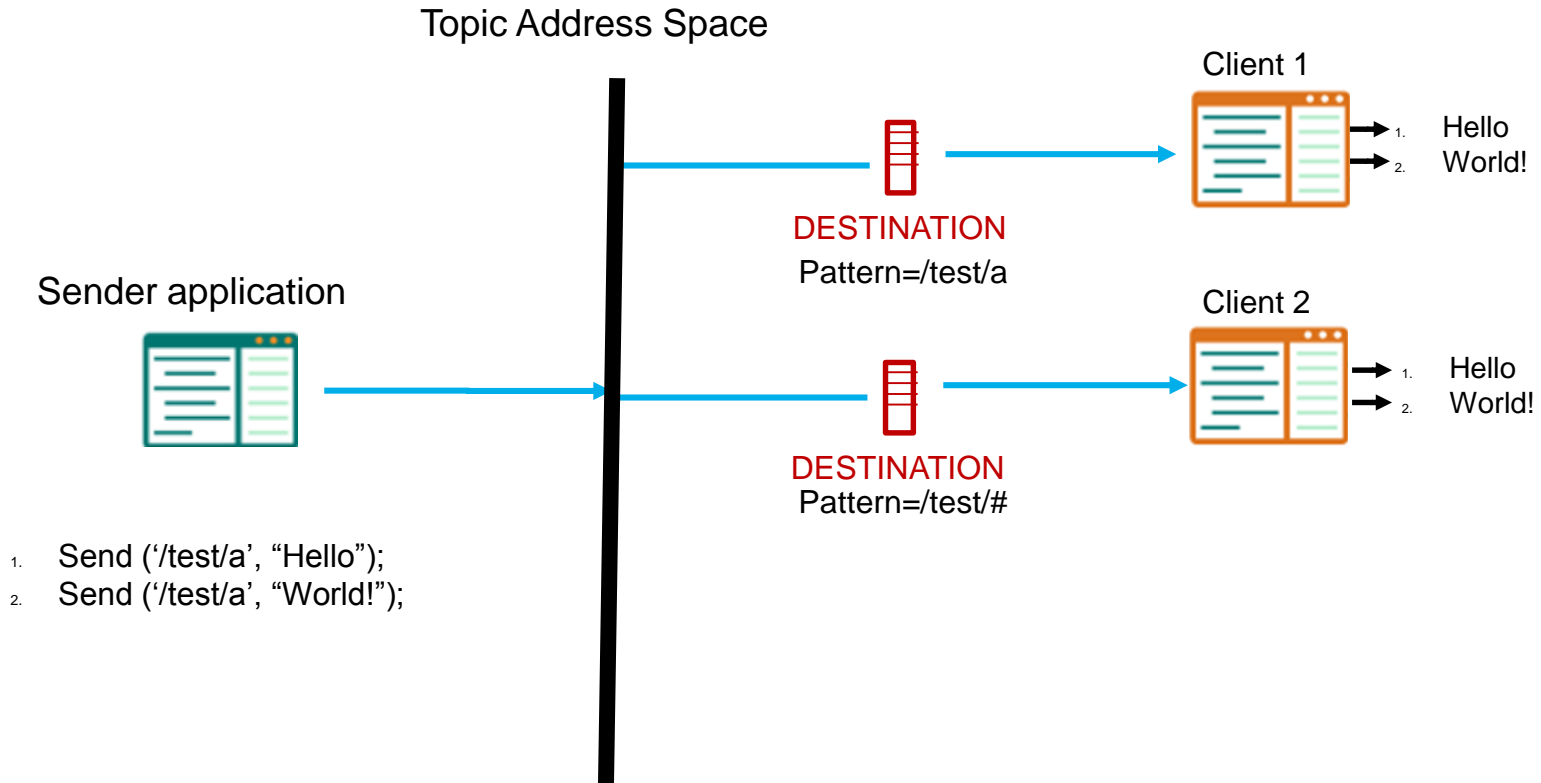 Topic Address Space
Client 1
1. Hello
2. World!
DESTINATION
Pattern=/test/a
Sender application
Client 2
1. Hello
2. World!
DESTINATION
Pattern=/test/#
1. Send (‘/test/a’, “Hello”);
2. Send (‘/test/a’, “World!”);